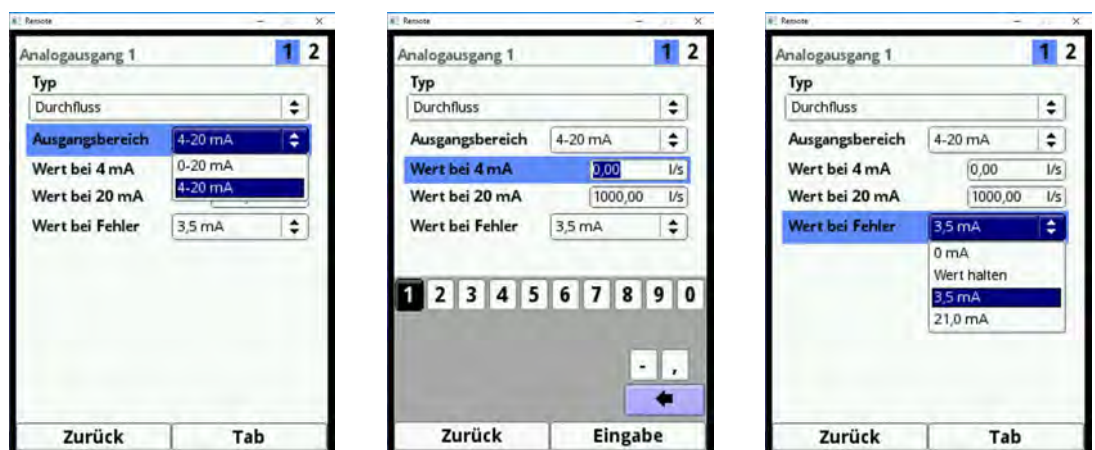 Remote
Analogausgang 1 1 2
Typ
Durchfluss
Ausgangsbereich 4-20 mA
Wert bei 4 mA 0-20 mA
4-20 mA
Wert bei 20 mA
Wert bei Fehler 3,5 mA
Zurück Tab
Remote
Analogausgang 1 1 2
Typ
Durchfluss
Ausgangsbereich 4-20 mA
Wert bei 4 mA 0,00 l/s
Wert bei 20 mA 1000,00 l/s
Wert bei Fehler 3,5 mA
1 2 3 4 5 6 7 8 9 0
- ,
Zurück Eingabe
Remote
Analogausgang 1 1 2
Typ
Durchfluss
Ausgangsbereich 4-20 mA
Wert bei 4 mA 0,00 l/s
Wert bei 20 mA 1000,00 l/s
Wert bei Fehler 3,5 mA
0 mA
Wert halten
3,5 mA
21,0 mA
Zurück Tab